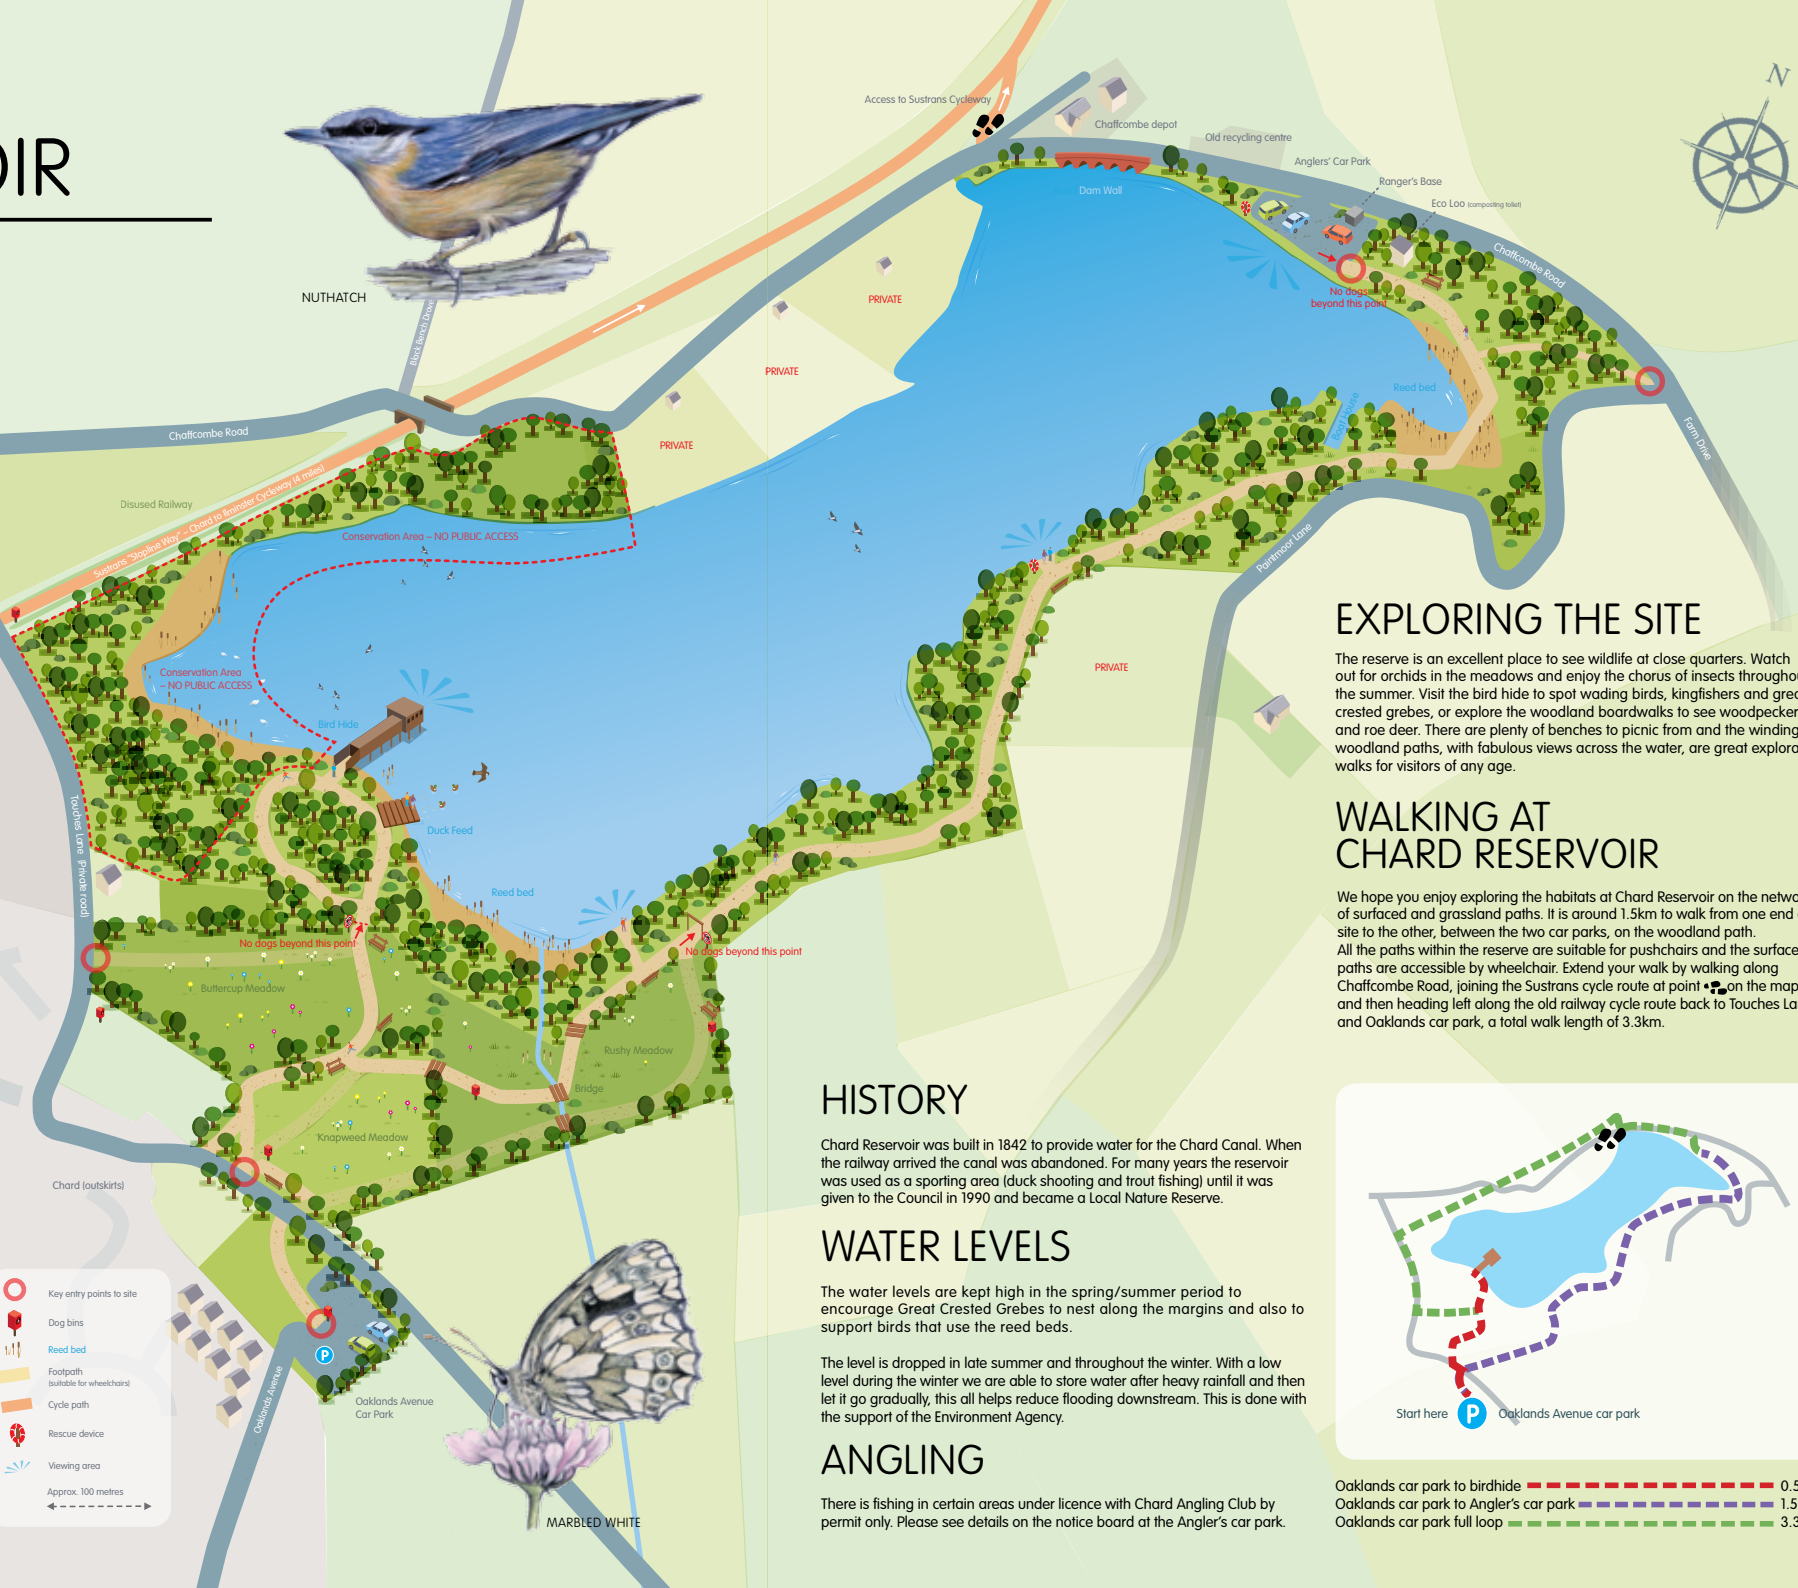 OIR
NUTHATCH
Access to Sustrans Cycleway
Chaffcombe depot
Old recycling centre
Anglers' Car Park
Ranger's Base
Eco Loo (composting toilet)
Dam Wall
N
Chaffcombe Road
No dogs
beyond this point
Black Bench Drove
PRIVATE
PRIVATE
PRIVATE
Reed bed
Boat House
Farm Drive
Chaffcombe Road
Disused Railway
Sustrans "Stopline Way" – Chard to Ilminster Cycleway (4 miles)
Conservation Area – NO PUBLIC ACCESS
Paintmoor Lane
PRIVATE
Conservation Area
– NO PUBLIC ACCESS
Bird Hide
Duck Feed
Touches Lane (Private road)
Reed bed
No dogs beyond this point
No dogs beyond this point
Buttercup Meadow
Rushy Meadow
Bridge
Knapweed Meadow
Chard (outskirts)
Oaklands Avenue
P
Oaklands Avenue
Car Park
Key entry points to site
Dog bins
Reed bed
Footpath
(suitable for wheelchairs)
Cycle path
Rescue device
Viewing area
Approx. 100 metres
MARBLED WHITE
HISTORY
Chard Reservoir was built in 1842 to provide water for the Chard Canal. When
the railway arrived the canal was abandoned. For many years the reservoir
was used as a sporting area (duck shooting and trout fishing) until it was
given to the Council in 1990 and became a Local Nature Reserve.
WATER LEVELS
The water levels are kept high in the spring/summer period to
encourage Great Crested Grebes to nest along the margins and also to
support birds that use the reed beds.
The level is dropped in late summer and throughout the winter. With a low
level during the winter we are able to store water after heavy rainfall and then
let it go gradually, this all helps reduce flooding downstream. This is done with
the support of the Environment Agency.
ANGLING
There is fishing in certain areas under licence with Chard Angling Club by
permit only. Please see details on the notice board at the Angler's car park.
EXPLORING THE SITE
The reserve is an excellent place to see wildlife at close quarters. Watch
out for orchids in the meadows and enjoy the chorus of insects througho
the summer. Visit the bird hide to spot wading birds, kingfishers and grea
crested grebes, or explore the woodland boardwalks to see woodpecker
and roe deer. There are plenty of benches to picnic from and the winding
woodland paths, with fabulous views across the water, are great explora
walks for visitors of any age.
WALKING AT
CHARD RESERVOIR
We hope you enjoy exploring the habitats at Chard Reservoir on the netwo
of surfaced and grassland paths. It is around 1.5km to walk from one end
site to the other, between the two car parks, on the woodland path.
All the paths within the reserve are suitable for pushchairs and the surface
paths are accessible by wheelchair. Extend your walk by walking along
Chaffcombe Road, joining the Sustrans cycle route at point on the map
and then heading left along the old railway cycle route back to Touches La
and Oaklands car park, a total walk length of 3.3km.
Start here P Oaklands Avenue car park
Oaklands car park to birdhide 0.5
Oaklands car park to Angler's car park 1.5
Oaklands car park full loop 3.3